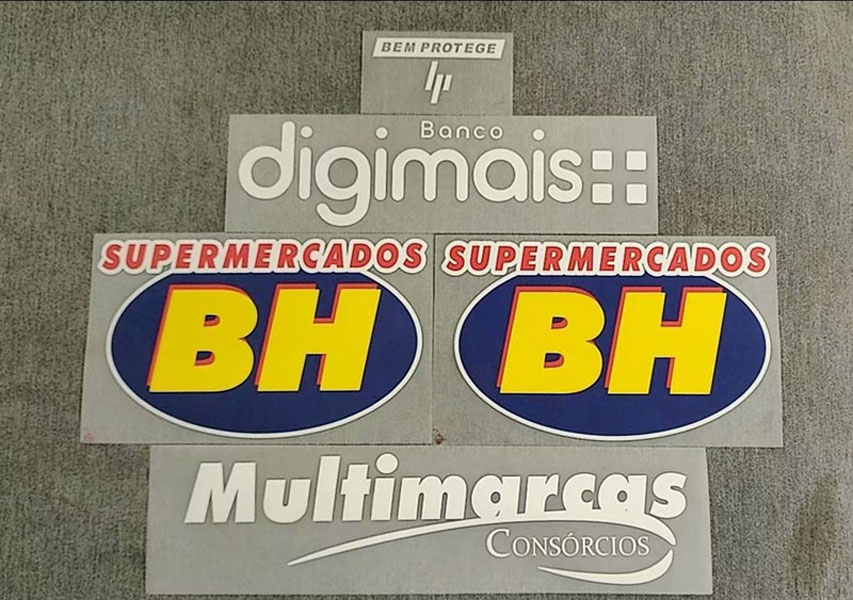 BEM PROTEGE
Banco
digimais
SUPERMERCADOS
BH
SUPERMERCADOS
BH
Multimarcas
CONSÓRCIOS